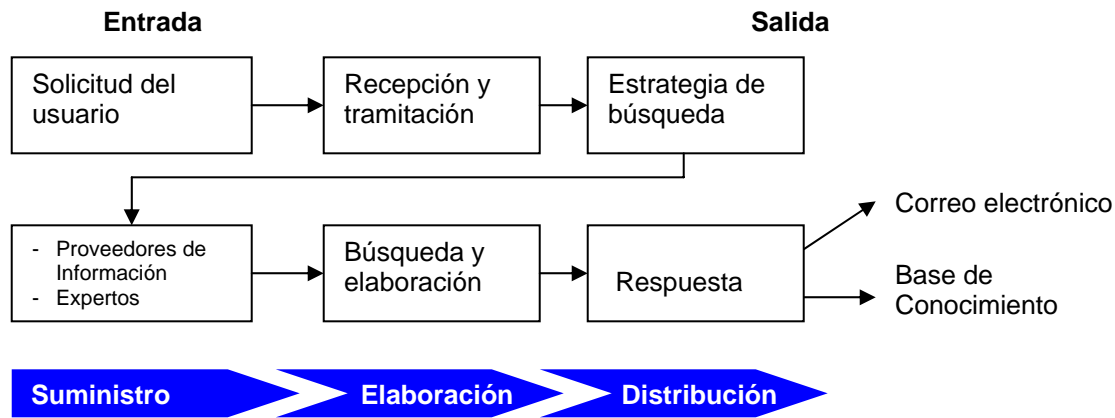 Entrada
Salida
Solicitud del
usuario
Recepción y
tramitación
Estrategia de
búsqueda
- Proveedores de
Información
- Expertos
Búsqueda y
elaboración
Respuesta
Correo electrónico
Base de
Conocimiento
Suministro
Elaboración
Distribución